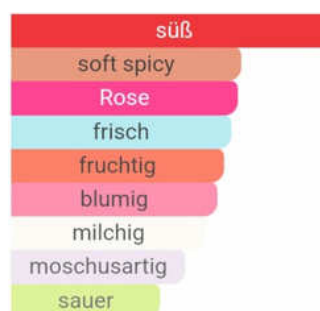 süß
soft spicy
Rose
frisch
fruchtig
blumig
milchig
moschusartig
sauer